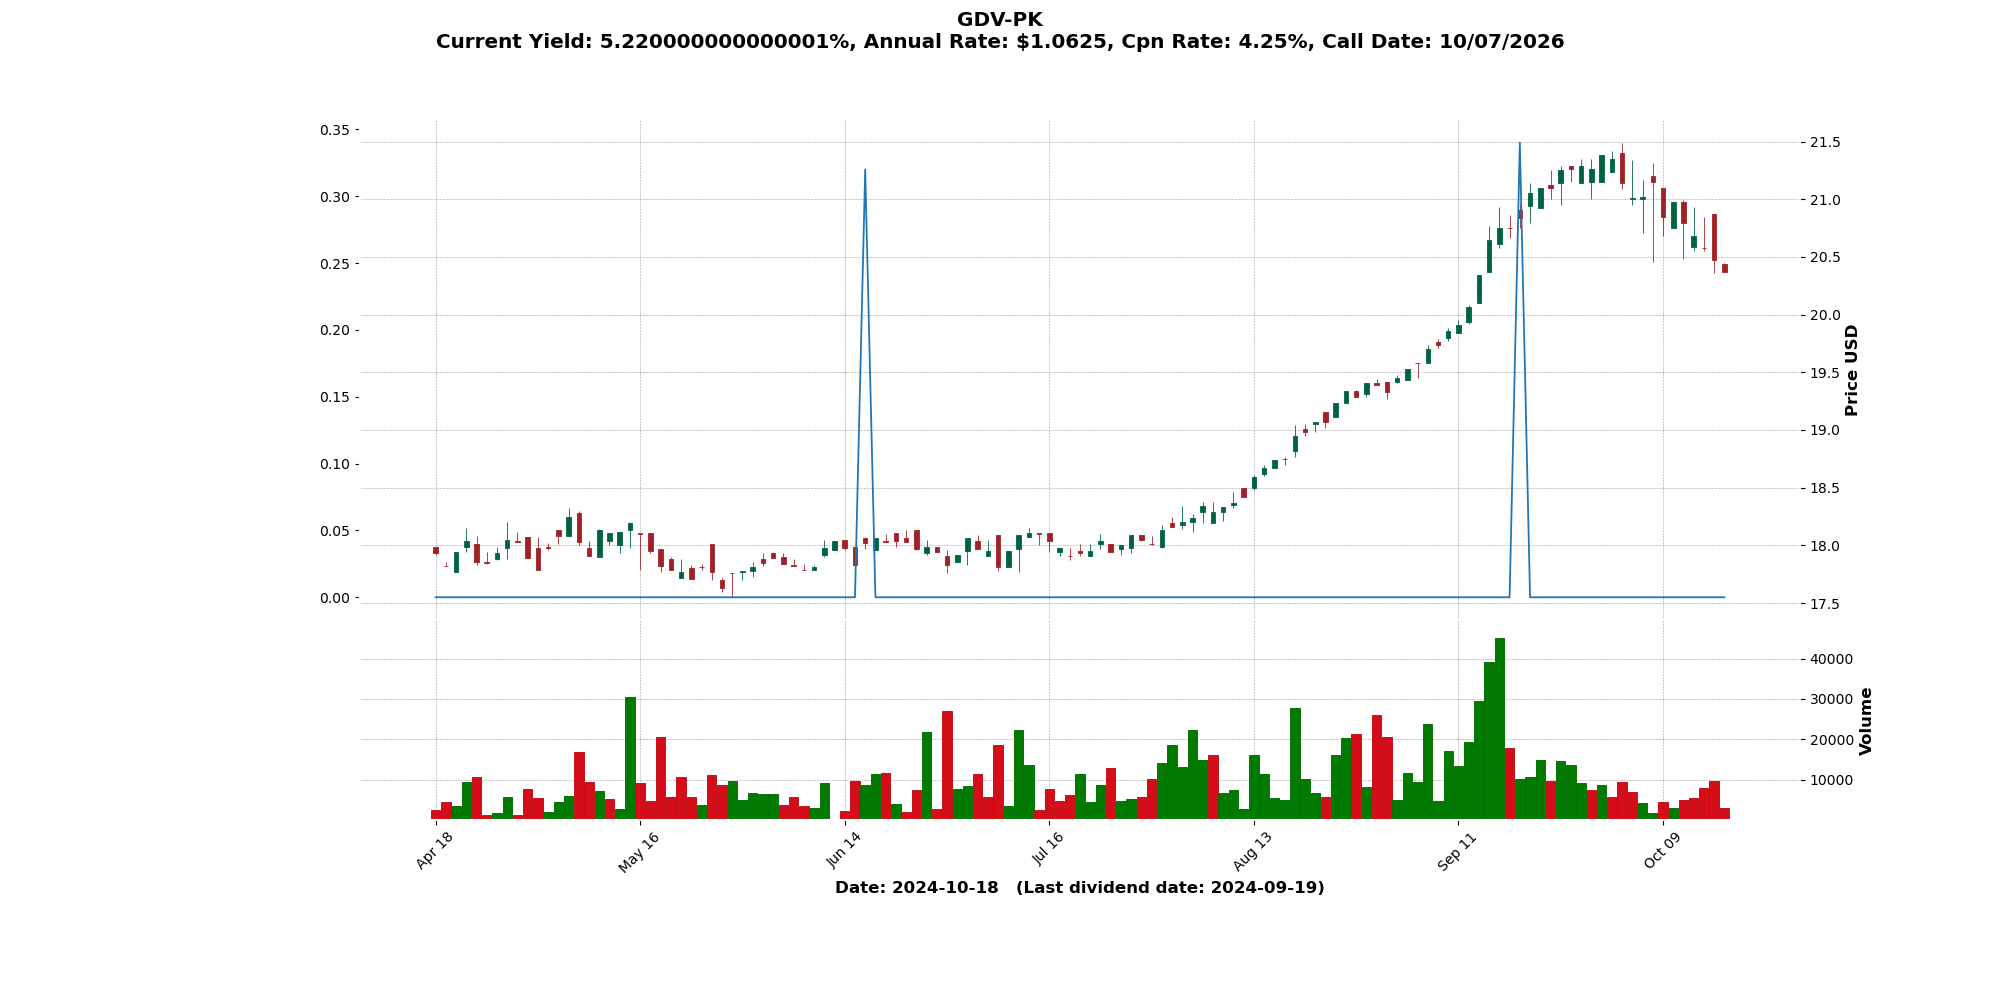 GDV-PK
Current Yield: 5.220000000000001%, Annual Rate: $1.0625, Cpn Rate: 4.25%, Call Date: 10/07/2026
0.35
0.30
0.25
0.20
0.15
0.10
0.05
0.00
21.5
21.0
20.5
20.0
19.5
19.0
18.5
18.0
17.5
Price USD
40000
30000
20000
10000
Volume
Apr 18
May 16
Jun 14
Jul 16
Aug 13
Sep 11
Oct 09
Date: 2024-10-18 (Last dividend date: 2024-09-19)